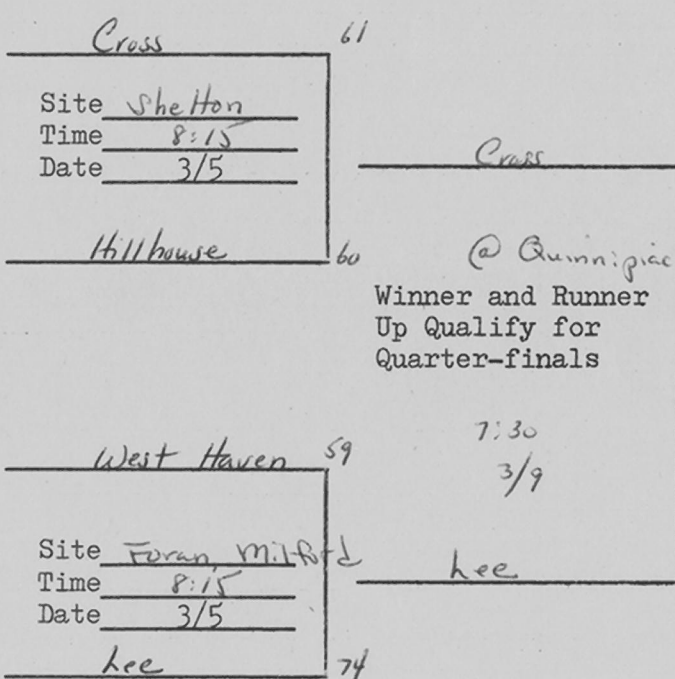 Cross 61
Site Shelton
Time 8:15
Date 3/5
Cross
Hillhouse 60
@ Quinnipiac
Winner and Runner
Up Qualify for
Quarter-finals
West Haven 59
7:30
3/9
Site Foran, Milford
Time 8:15
Date 3/5
Lee
Lee 74